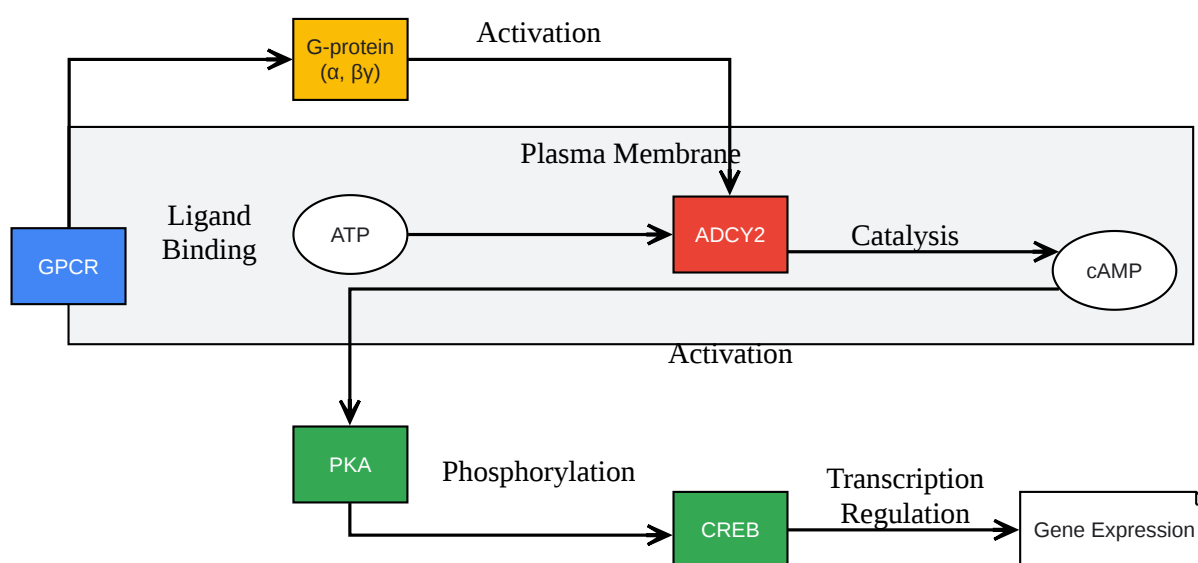 G-protein
(α, βγ)
Activation
Plasma Membrane
Ligand
Binding
GPCR
ATP
ADCY2
Catalysis
cAMP
Activation
PKA
Phosphorylation
CREB
Transcription
Regulation
Gene Expression